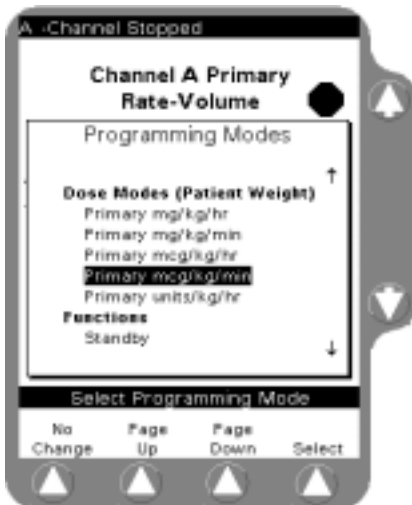 A -Channel Stopped
Channel A Primary
Rate-Volume
Programming Modes
↑
Dose Modes (Patient Weight)
Primary mg/kg/hr
Primary mg/kg/min
Primary mcg/kg/hr
Primary mcg/kg/min
Primary units/kg/hr
Functions
Standby
↓
Select Programming Mode
No Change
Page Up
Page Down
Select